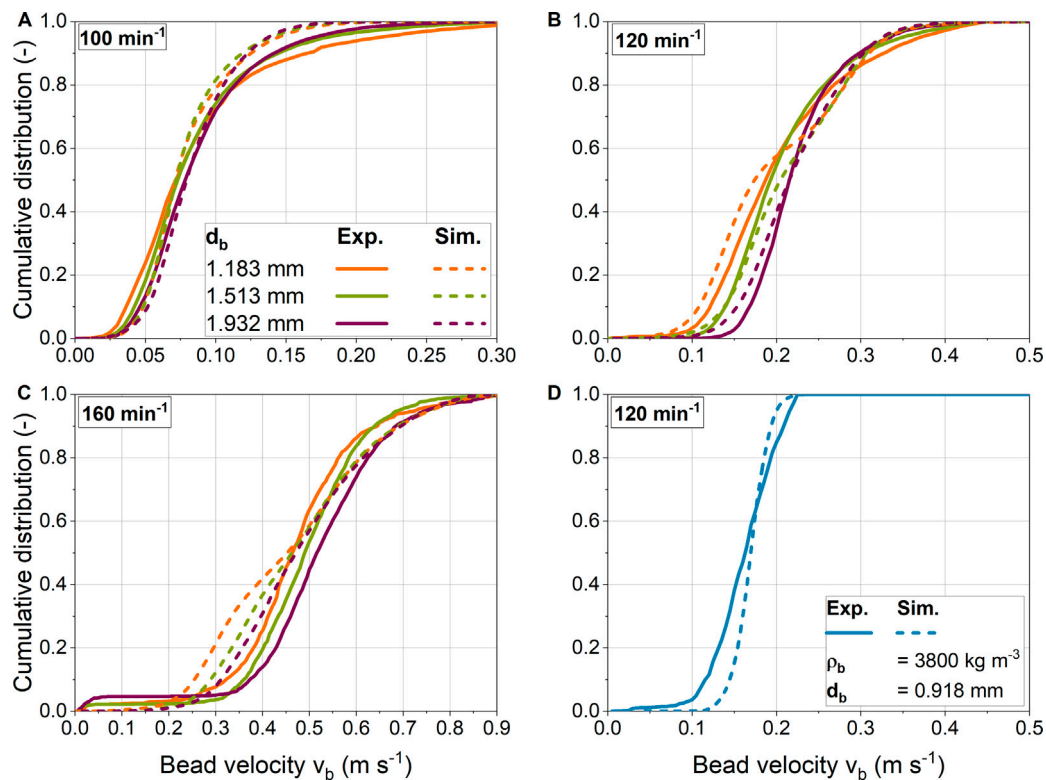 A
100 min⁻¹
Cumulative distribution (-)
1.0
0.8
0.6
0.4
0.2
0.0
0.00 0.05 0.10 0.15 0.20 0.25 0.30
d_b Exp. Sim.
1.183 mm
1.513 mm
1.932 mm
B
120 min⁻¹
1.0
0.8
0.6
0.4
0.2
0.0
0.0 0.1 0.2 0.3 0.4 0.5
C
160 min⁻¹
Cumulative distribution (-)
1.0
0.8
0.6
0.4
0.2
0.0
0.0 0.1 0.2 0.3 0.4 0.5 0.6 0.7 0.8 0.9
Bead velocity v_b (m s⁻¹)
D
120 min⁻¹
1.0
0.8
0.6
0.4
0.2
0.0
0.0 0.1 0.2 0.3 0.4 0.5
Exp. Sim.
ρ_b = 3800 kg m⁻³
d_b = 0.918 mm
Bead velocity v_b (m s⁻¹)